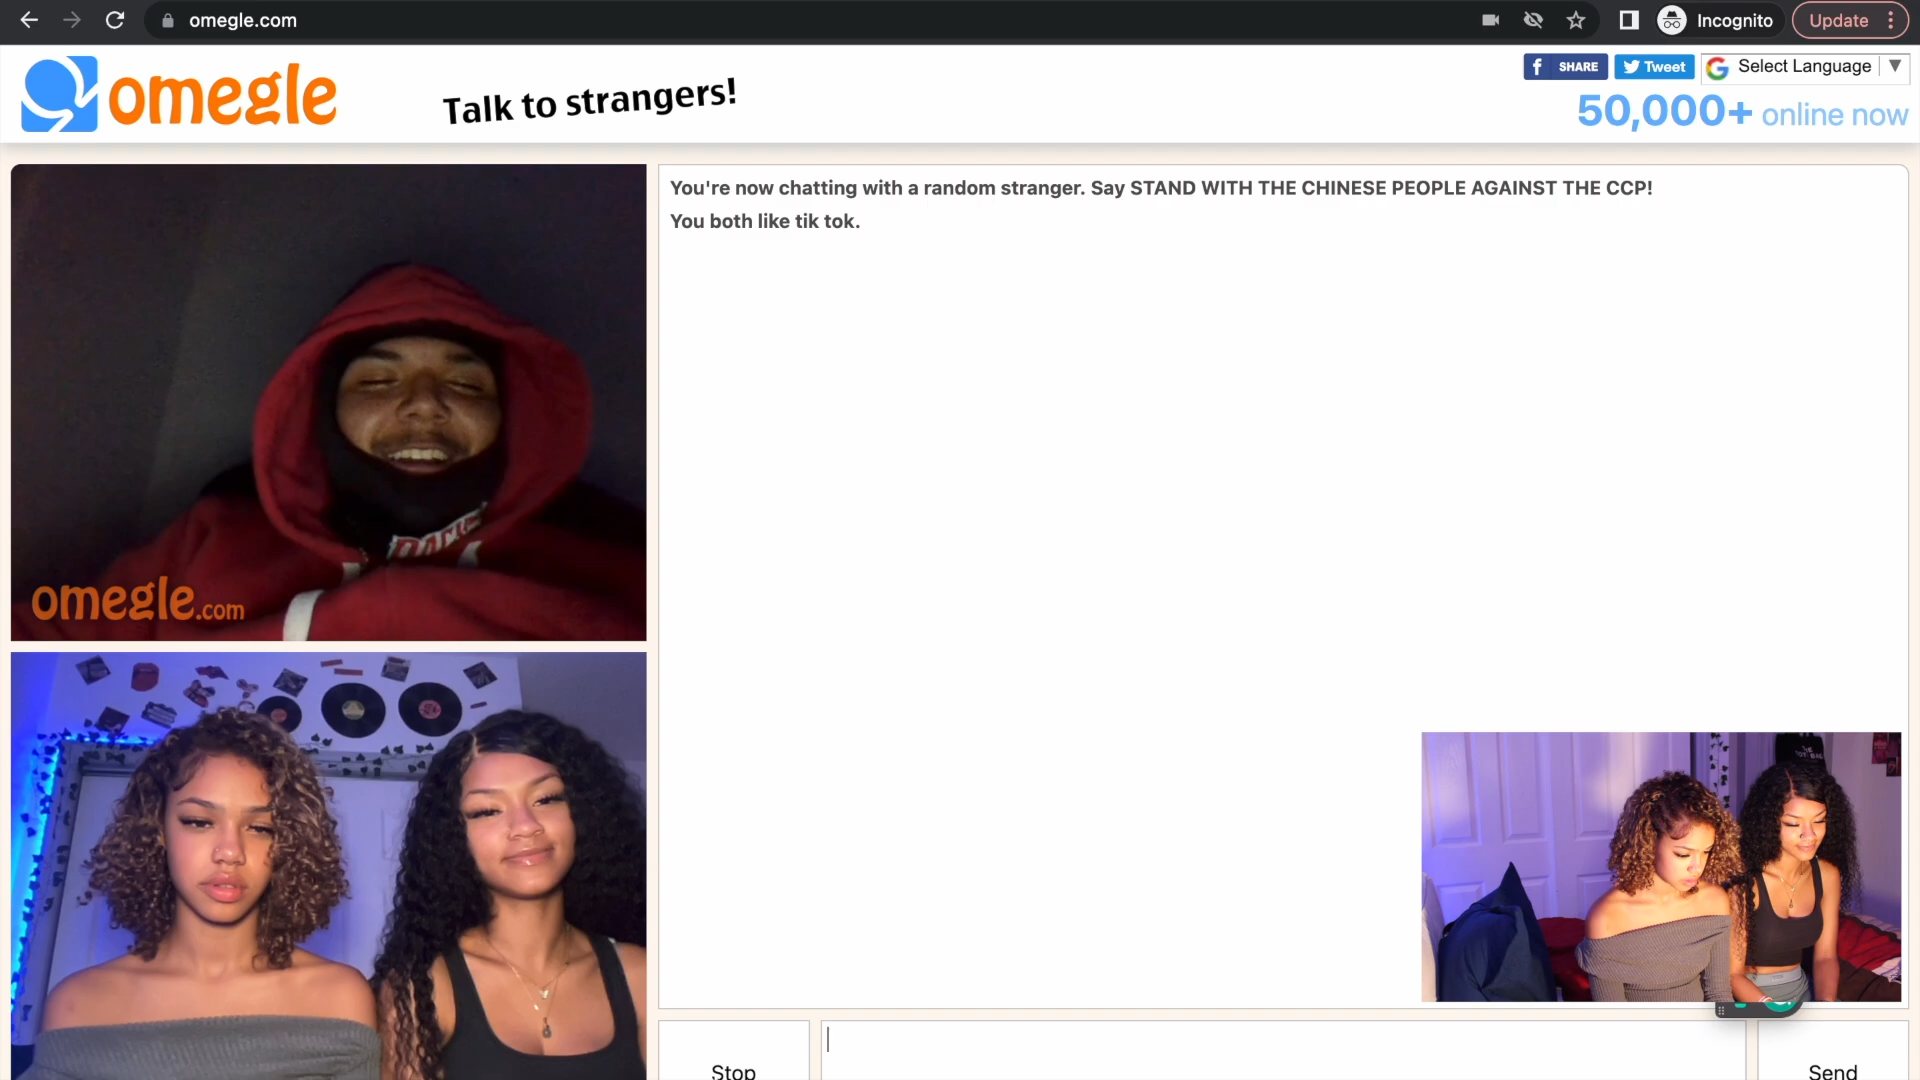 omegle.com
Incognito
Update
omegle
Talk to strangers!
SHARE
Tweet
Select Language
50,000+ online now
You're now chatting with a random stranger. Say STAND WITH THE CHINESE PEOPLE AGAINST THE CCP!
You both like tik tok.
omegle.com
Stop
Send